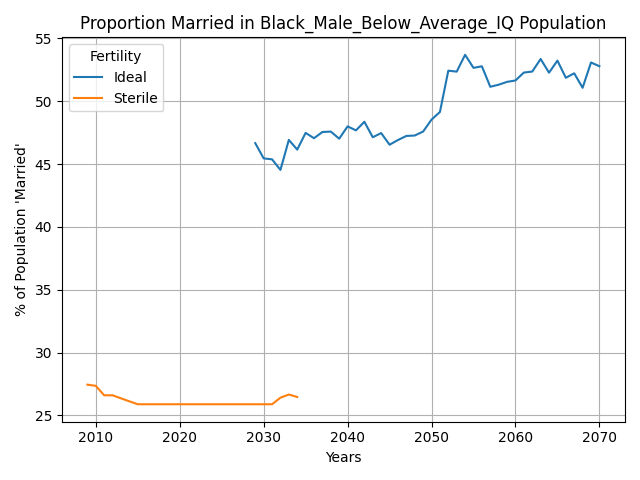 Proportion Married in Black_Male_Below_Average_IQ Population
Fertility
Ideal
Sterile
% of Population 'Married'
55
50
45
40
35
30
25
2010 2020 2030 2040 2050 2060 2070
Years